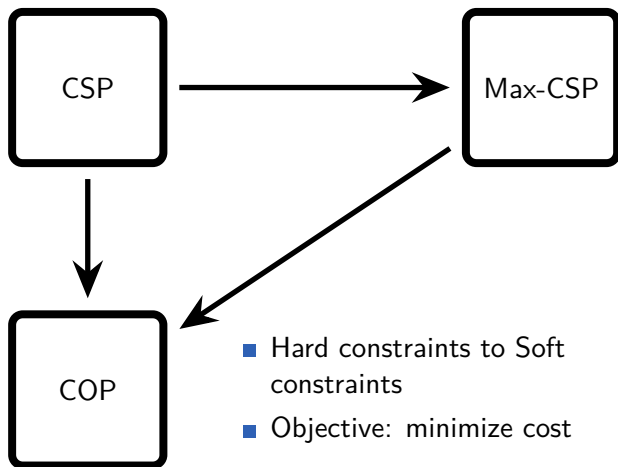 CSP
Max-CSP
COP
Hard constraints to Soft
constraints
Objective: minimize cost